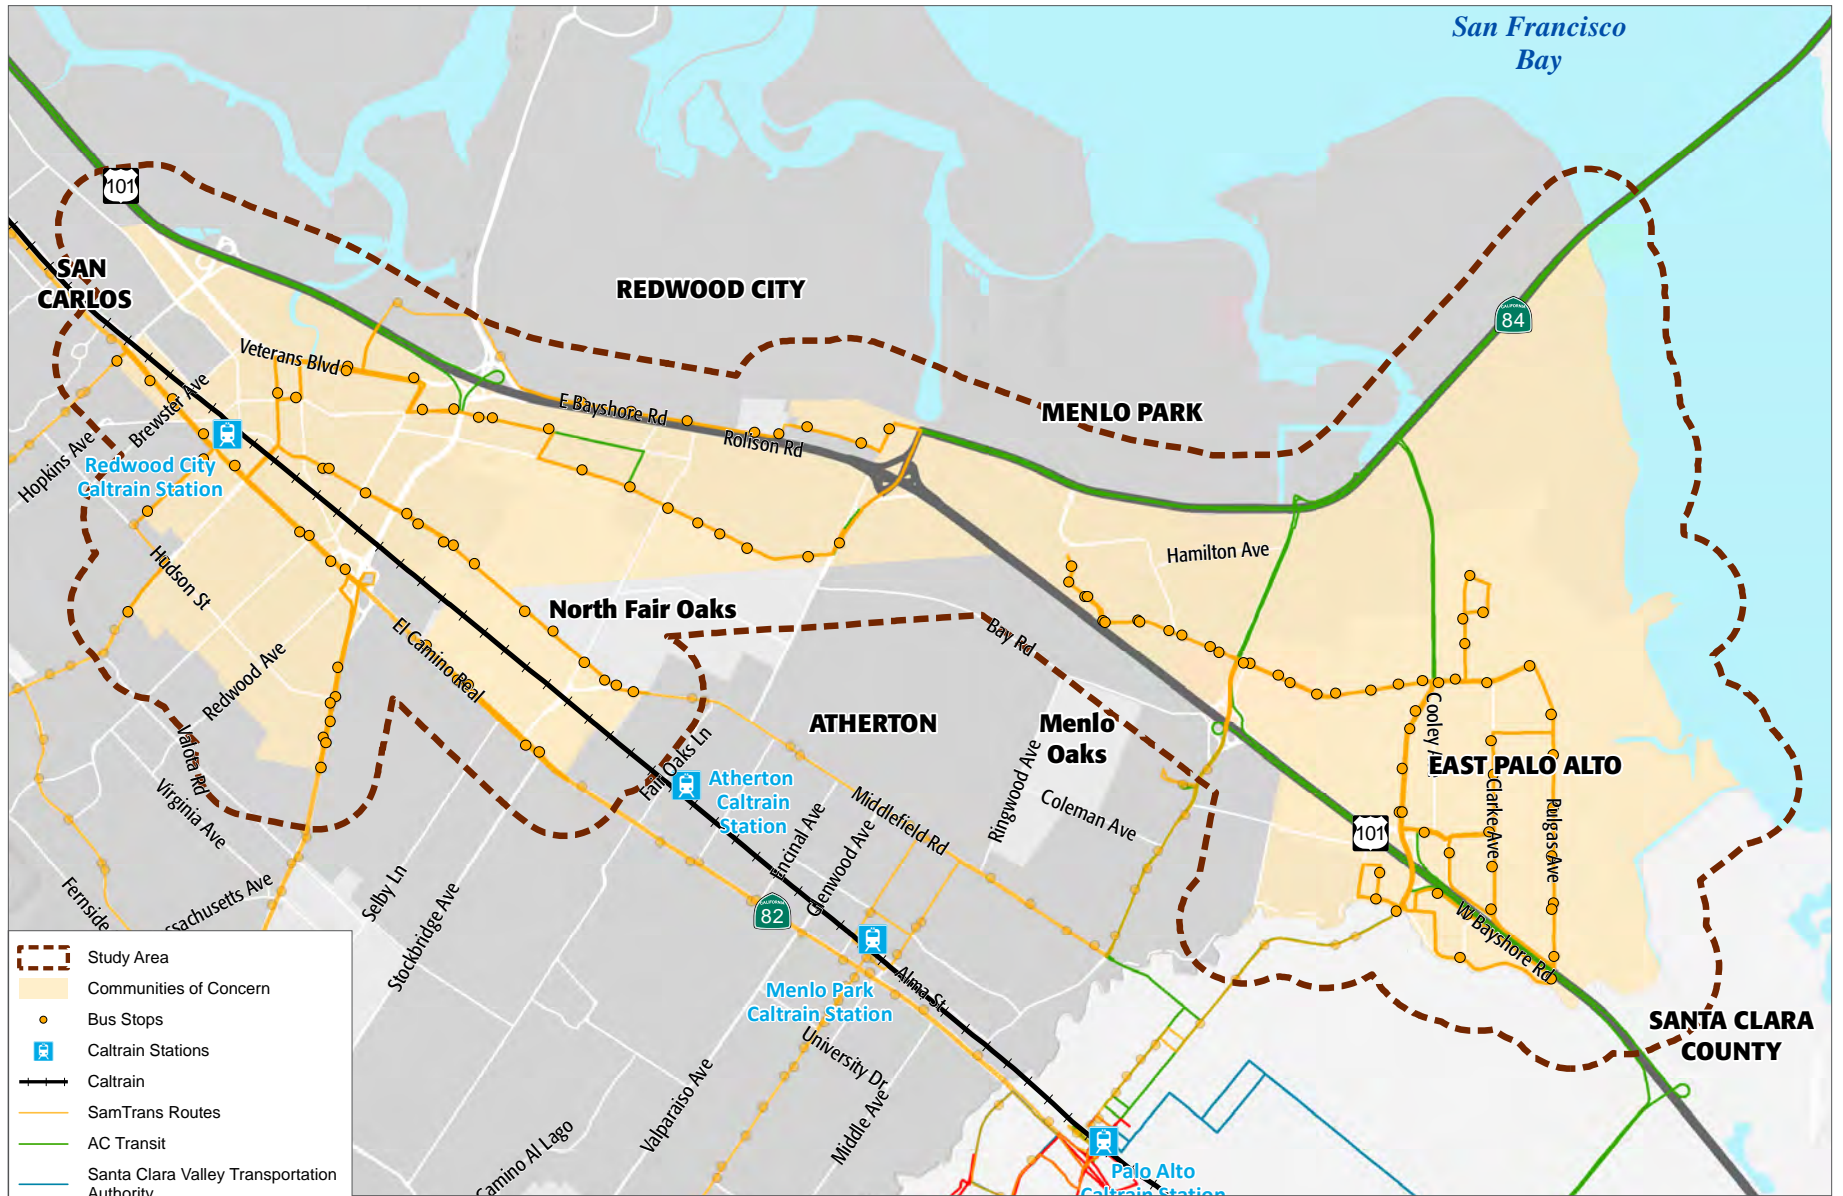 San Francisco
Bay
101
SAN
CARLOS
REDWOOD CITY
84
Veterans Blvd
E Bayshore Rd
MENLO PARK
Rolison Rd
Brewster Ave
Hopkins Ave
Redwood City
Caltrain Station
Hamilton Ave
Hudson St
North Fair Oaks
El Camino Real
Bay Rd
Redwood Ave
Valota Rd
ATHERTON
Menlo
Oaks
Cooley A
EAST PALO ALTO
Fair Oaks Ln
Atherton
Caltrain
Station
Virginia Ave
Ringwood Ave
Coleman Ave
Middlefield Rd
Encinal Ave
Glenwood Ave
Clarke Ave
Pulgas Ave
101
Selby Ln
Fernside
ssachusetts Ave
Stockbridge Ave
82
W Bayshore Rd
Alma St
Menlo Park
Caltrain Station
SANTA CLARA
COUNTY
University Dr
Valparaiso Ave
Middle Ave
Camino Al Lago
Palo Alto
Caltrain Station
Study Area
Communities of Concern
Bus Stops
Caltrain Stations
Caltrain
SamTrans Routes
AC Transit
Santa Clara Valley Transportation
Authority